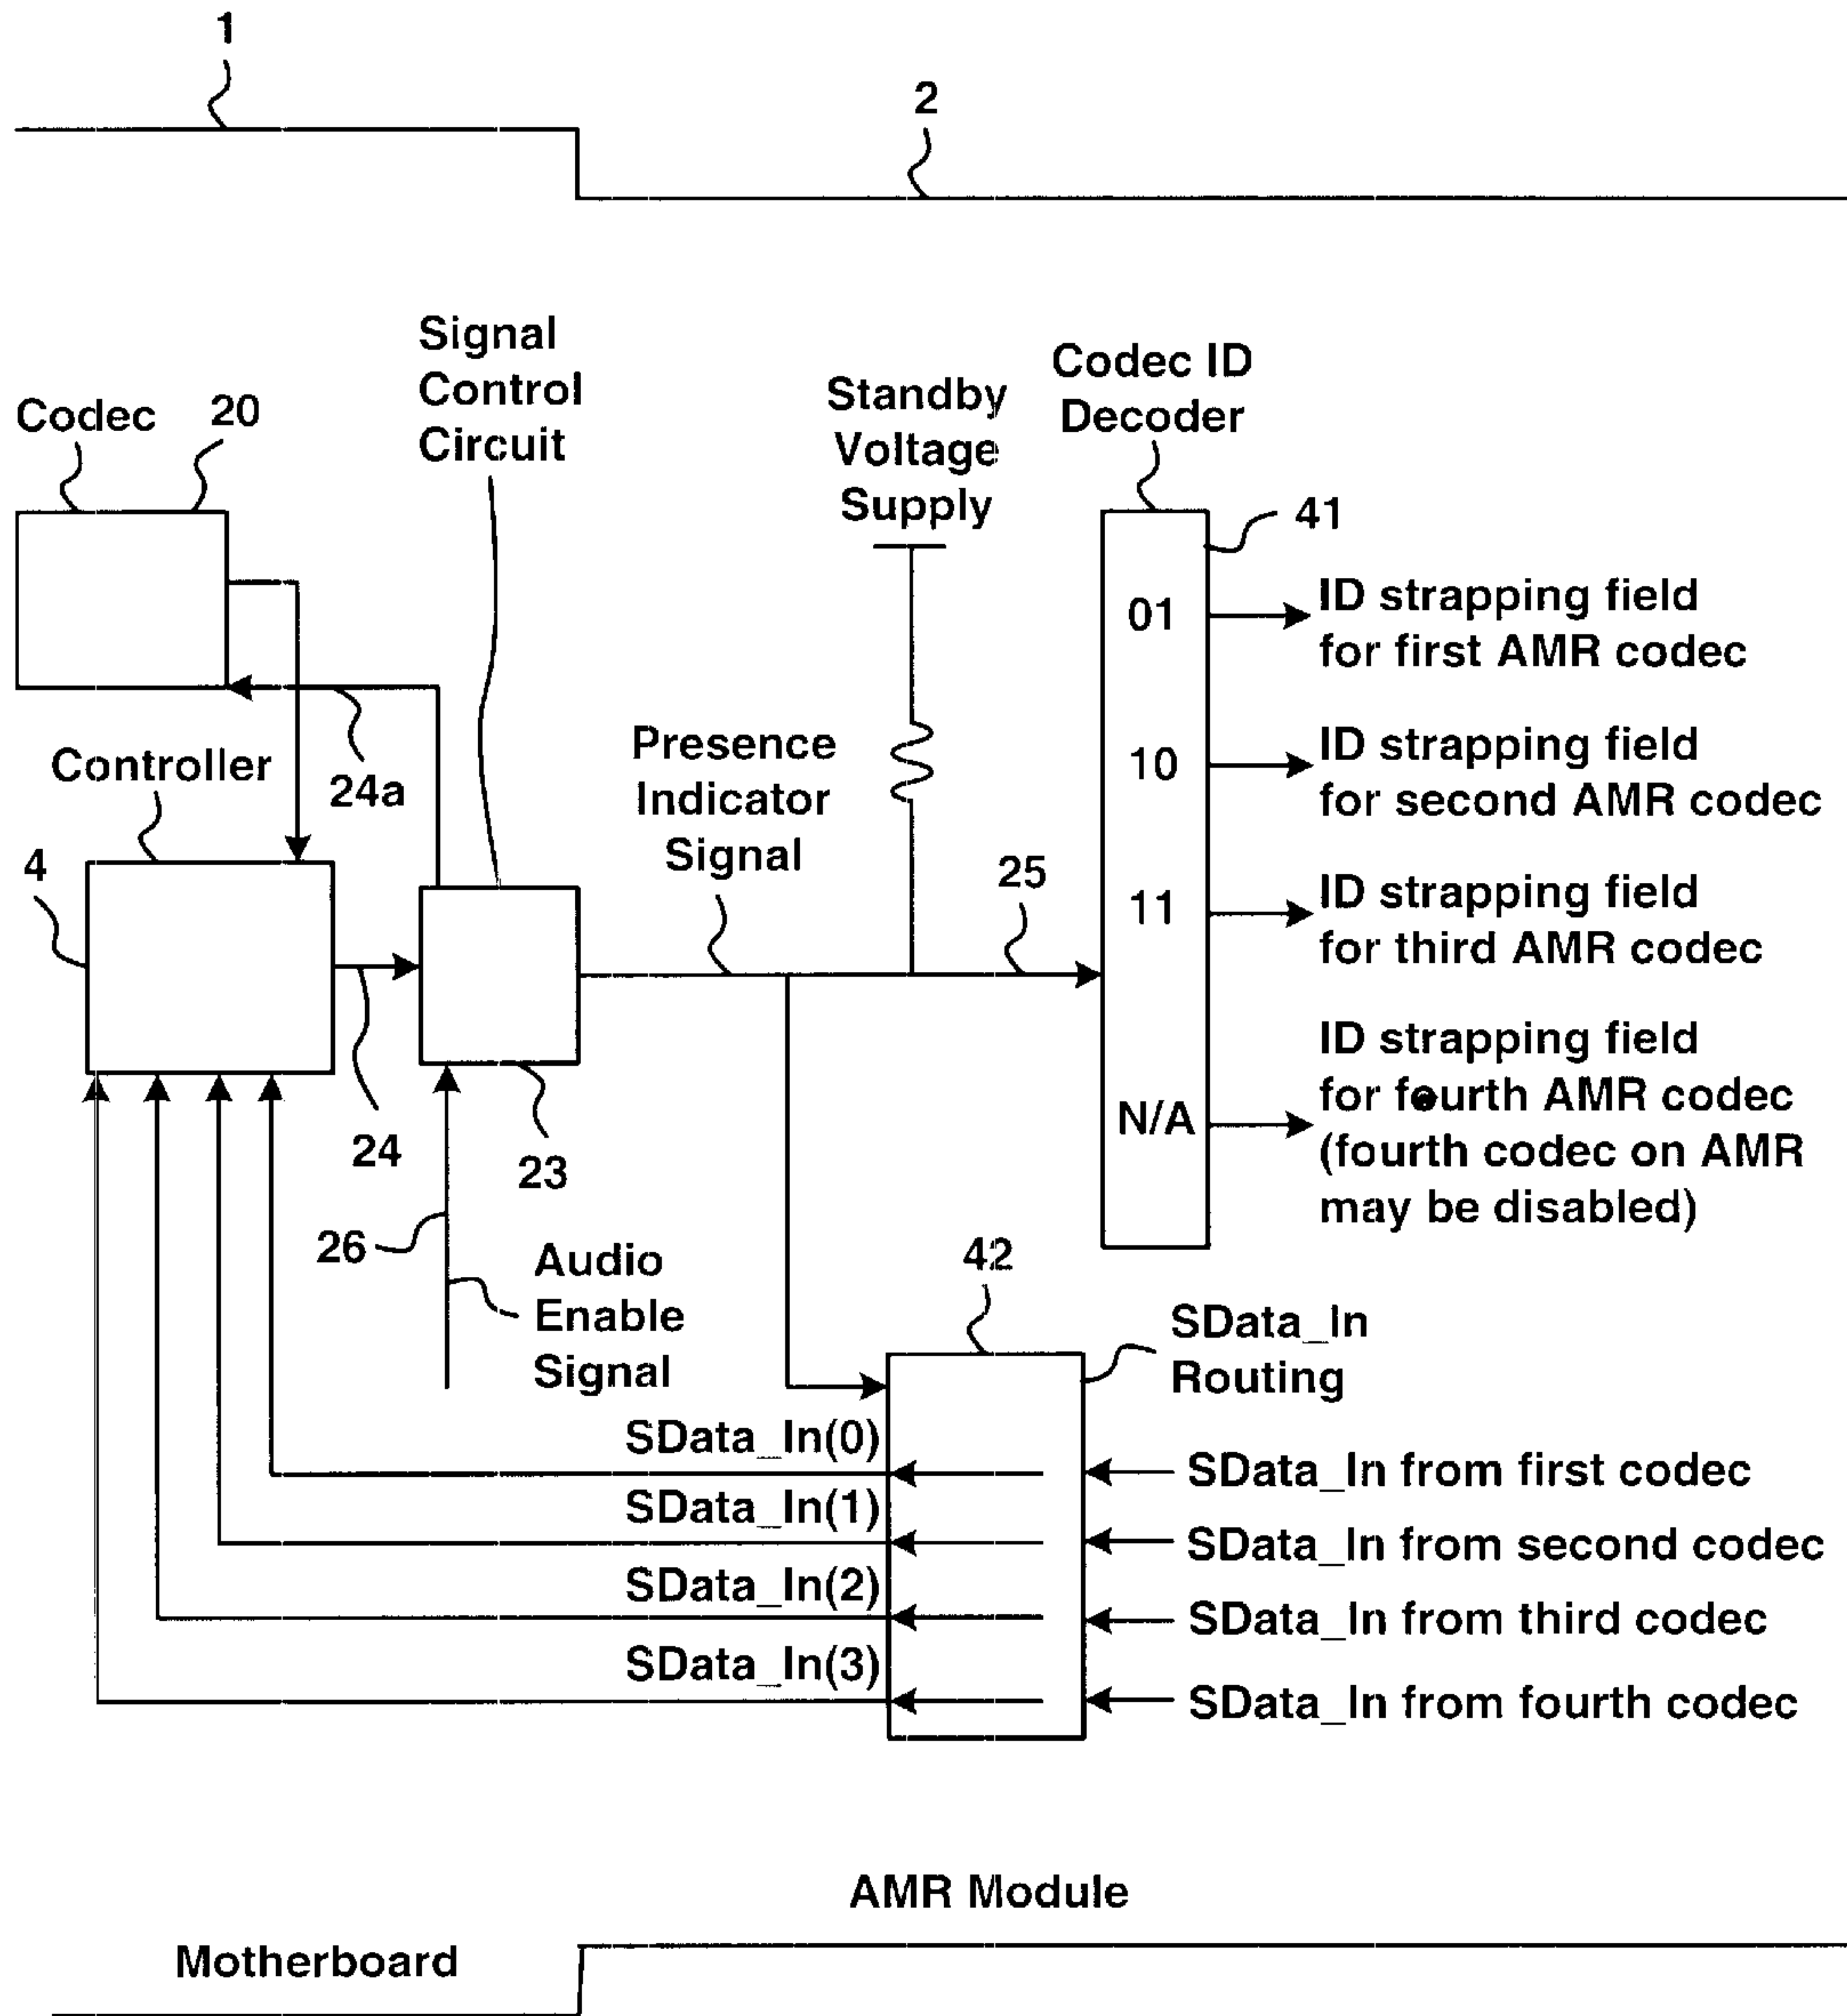 1
2
Signal
Control
Circuit
Codec
20
Standby
Voltage
Supply
Codec ID
Decoder
41
01
ID strapping field
for first AMR codec
10
ID strapping field
for second AMR codec
11
ID strapping field
for third AMR codec
N/A
ID strapping field
for fourth AMR codec
(fourth codec on AMR
may be disabled)
Controller
24a
Presence
Indicator
Signal
25
4
24
23
26
Audio
Enable
Signal
42
SData_In
Routing
SData_In(0)
SData_In from first codec
SData_In(1)
SData_In from second codec
SData_In(2)
SData_In from third codec
SData_In(3)
SData_In from fourth codec
AMR Module
Motherboard